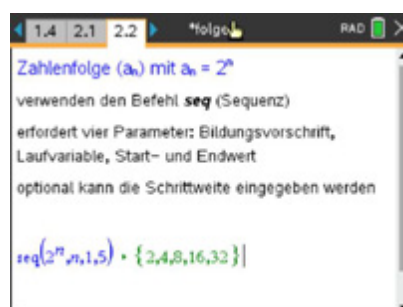 1.4 2.1 2.2 *folge RAD
Zahlenfolge (aₙ) mit aₙ = 2ⁿ
verwenden den Befehl seq (Sequenz)
erfordert vier Parameter: Bildungsvorschrift,
Laufvariable, Start- und Endwert
optional kann die Schrittweite eingegeben werden
seq(2ⁿ,n,1,5) ▸ {2,4,8,16,32}